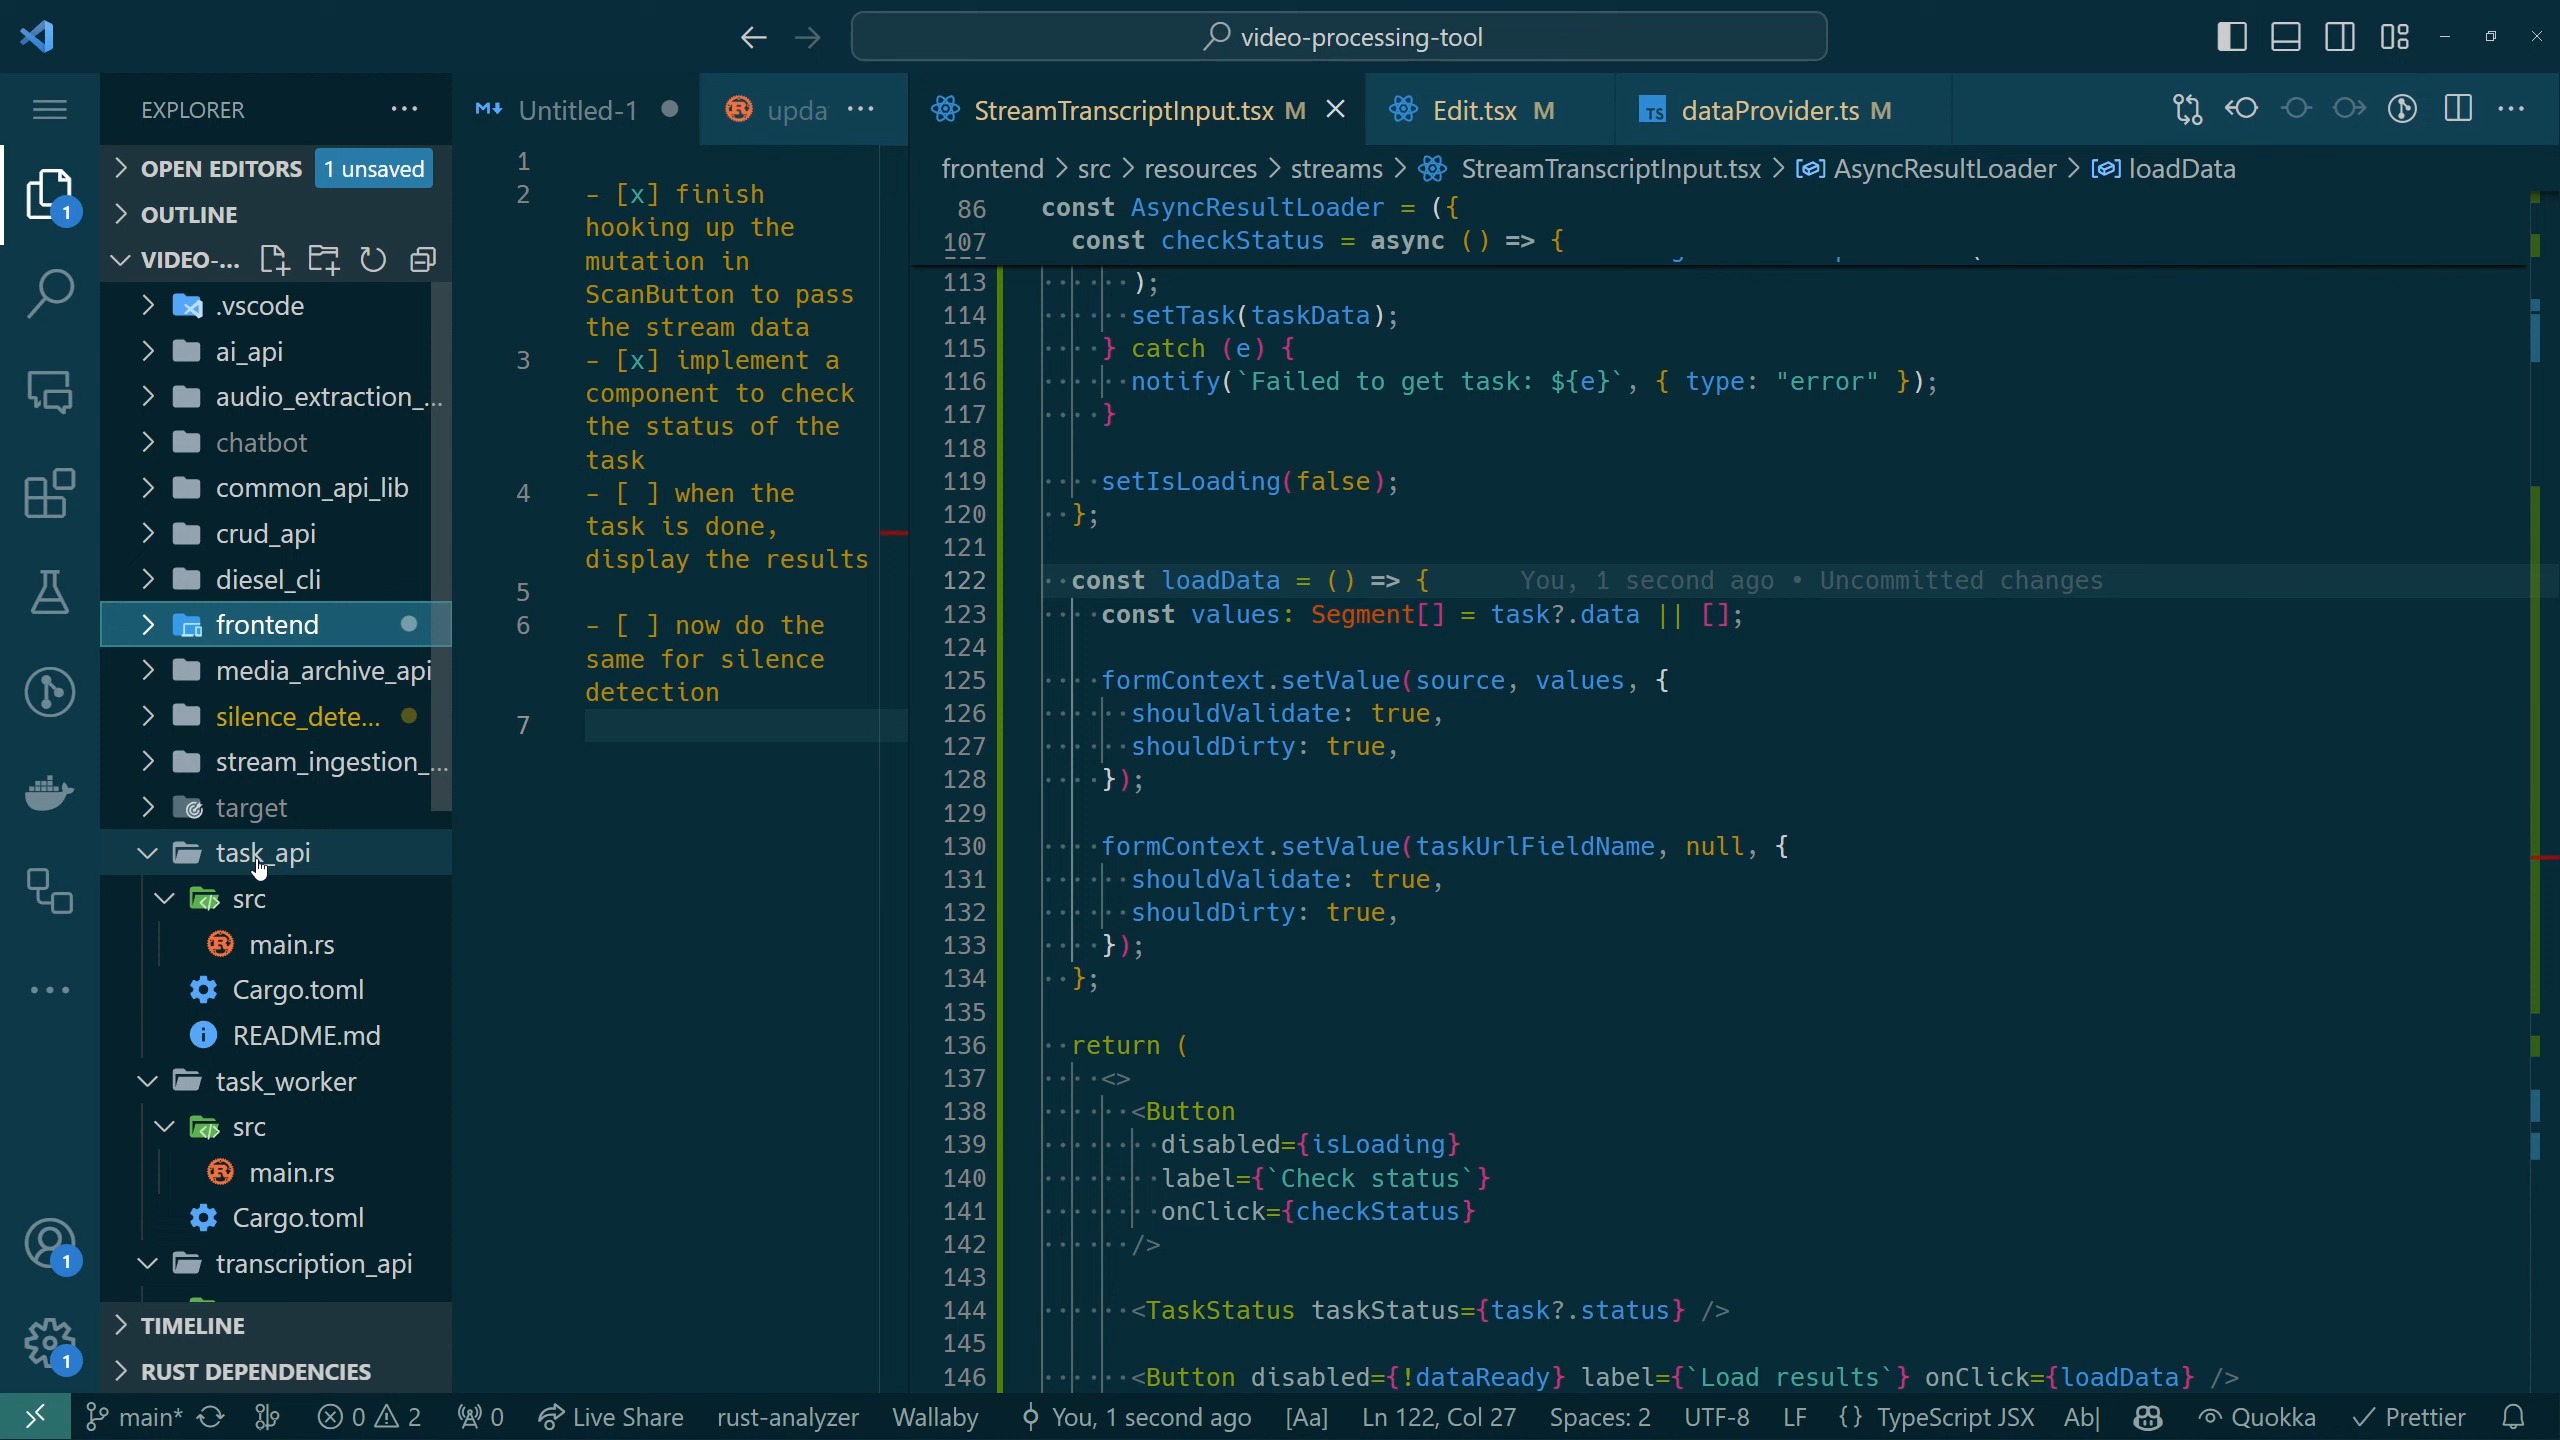 video-processing-tool
EXPLORER
Untitled-1
upda
StreamTranscriptInput.tsx M
Edit.tsx M
TS dataProvider.ts M
OPEN EDITORS 1 unsaved
OUTLINE
VIDEO-...
.vscode
ai_api
audio_extraction_...
chatbot
common_api_lib
crud_api
diesel_cli
frontend
media_archive_api
silence_dete...
stream_ingestion_...
target
task_api
src
main.rs
Cargo.toml
README.md
task_worker
src
main.rs
Cargo.toml
transcription_api
TIMELINE
RUST DEPENDENCIES
1
1
1
1
2 - [x] finish
hooking up the
mutation in
ScanButton to pass
the stream data
3 - [x] implement a
component to check
the status of the
task
4 - [ ] when the
task is done,
display the results
5
6 - [ ] now do the
same for silence
detection
7
frontend > src > resources > streams > StreamTranscriptInput.tsx > AsyncResultLoader > loadData
86 const AsyncResultLoader = ({
107 const checkStatus = async () => {
113 );
114 setTask(taskData);
115 } catch (e) {
116 notify(`Failed to get task: ${e}`, { type: "error" });
117 }
118
119 setIsLoading(false);
120 };
121
122 const loadData = () => { You, 1 second ago • Uncommitted changes
123 const values: Segment[] = task?.data || [];
124
125 formContext.setValue(source, values, {
126 shouldValidate: true,
127 shouldDirty: true,
128 });
129
130 formContext.setValue(taskUrlFieldName, null, {
131 shouldValidate: true,
132 shouldDirty: true,
133 });
134 };
135
136 return (
137 <>
138 <Button
139 disabled={isLoading}
140 label={`Check status`}
141 onClick={checkStatus}
142 />
143
144 <TaskStatus taskStatus={task?.status} />
145
146 <Button disabled={!dataReady} label={`Load results`} onClick={loadData} />
main* 0 2 0 Live Share rust-analyzer Wallaby You, 1 second ago [Aa] Ln 122, Col 27 Spaces: 2 UTF-8 LF {} TypeScript JSX Ab| Quokka Prettier